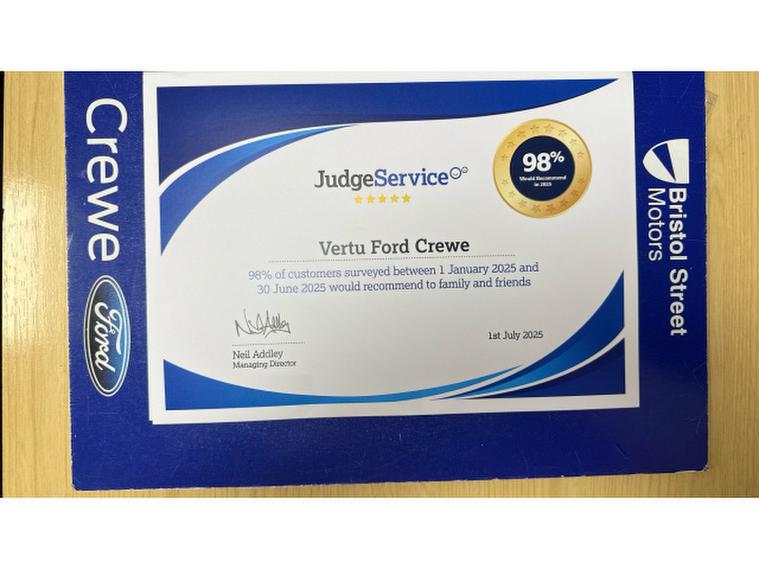 Crewe
Ford
JudgeService
98%
Would Recommend
in 2025
Vertu Ford Crewe
98% of customers surveyed between 1 January 2025 and
30 June 2025 would recommend to family and friends
Neil Addley
Managing Director
1st July 2025
Bristol Street
Motors